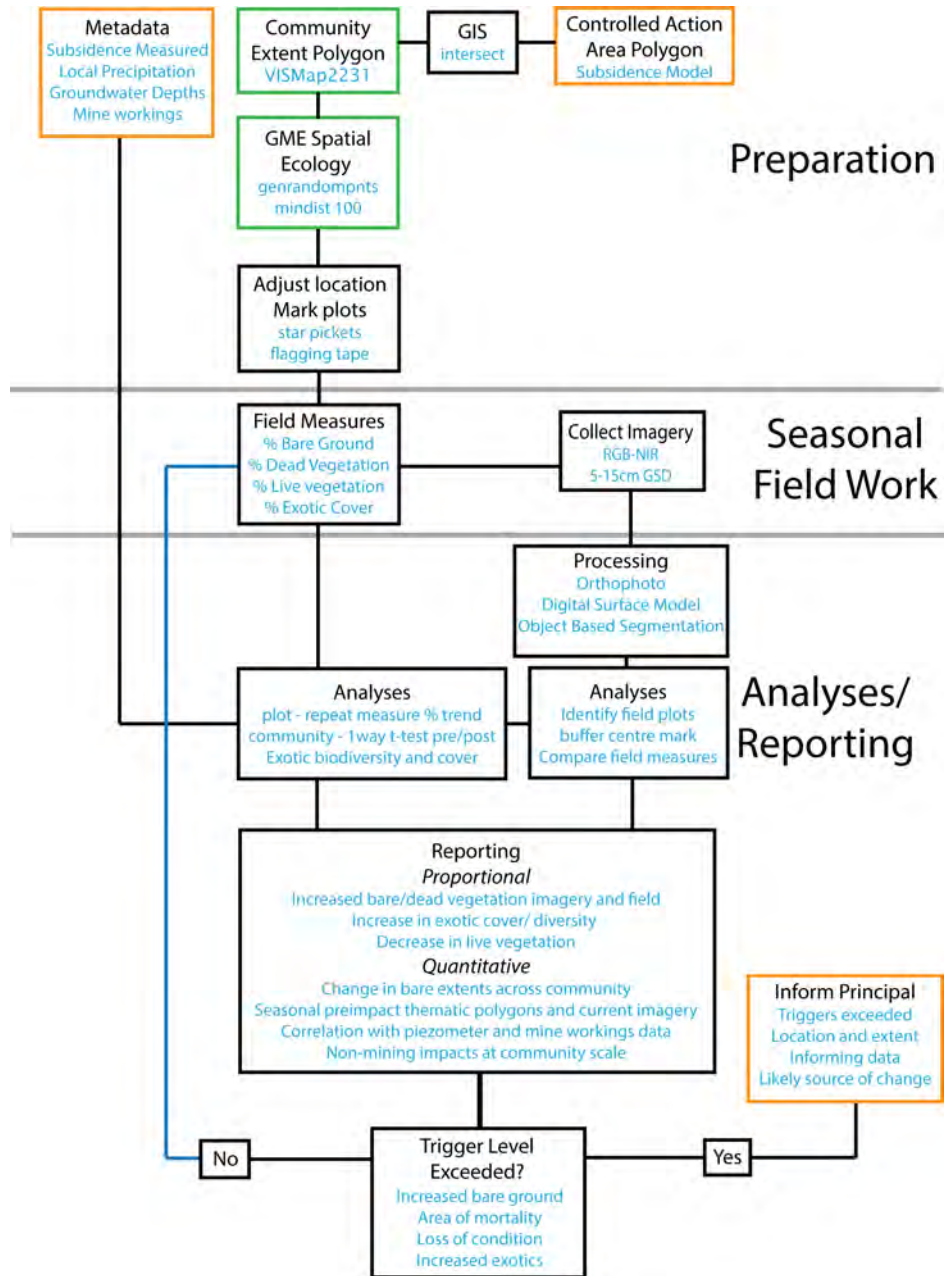 Metadata
Subsidence Measured
Local Precipitation
Groundwater Depths
Mine workings
Community
Extent Polygon
VISMap2231
GIS
intersect
Controlled Action
Area Polygon
Subsidence Model
GME Spatial
Ecology
genrandompnts
mindist 100
Preparation
Adjust location
Mark plots
star pickets
flagging tape
Field Measures
% Bare Ground
% Dead Vegetation
% Live vegetation
% Exotic Cover
Collect Imagery
RGB-NIR
5-15cm GSD
Seasonal
Field Work
Processing
Orthophoto
Digital Surface Model
Object Based Segmentation
Analyses
plot - repeat measure % trend
community - 1way t-test pre/post
Exotic biodiversity and cover
Analyses
Identify field plots
buffer centre mark
Compare field measures
Analyses/
Reporting
Reporting
Proportional
Increased bare/dead vegetation imagery and field
Increase in exotic cover/ diversity
Decrease in live vegetation
Quantitative
Change in bare extents across community
Seasonal preimpact thematic polygons and current imagery
Correlation with piezometer and mine workings data
Non-mining impacts at community scale
Inform Principal
Triggers exceeded
Location and extent
Informing data
Likely source of change
No
Trigger Level
Exceeded?
Increased bare ground
Area of mortality
Loss of condition
Increased exotics
Yes